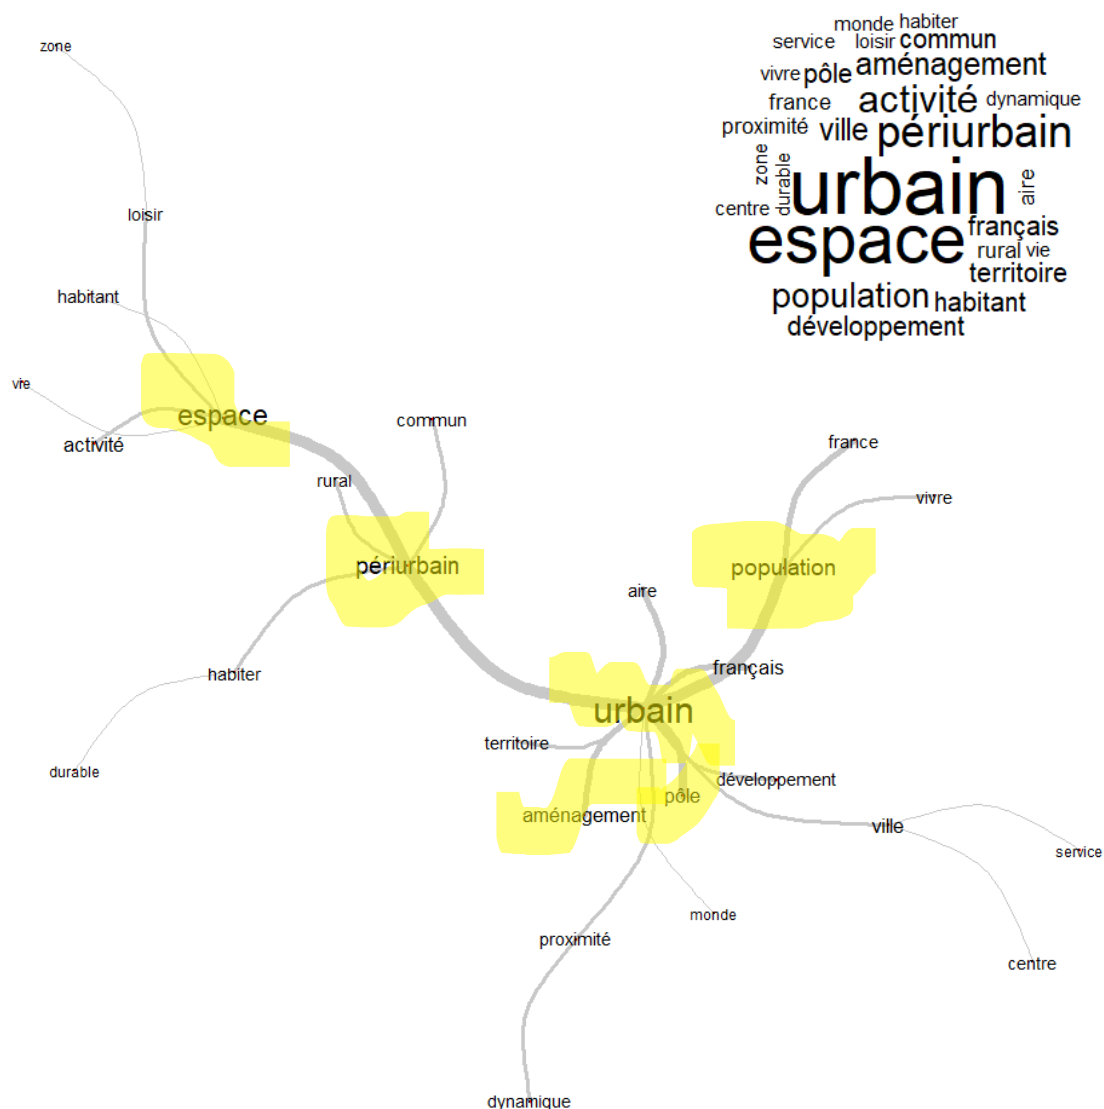 monde habiter
service loisir commun
vivre pôle aménagement
france activité dynamique
proximité ville périurbain
zone durable urbain aire
centre
espace français
rural vie
territoire
population habitant
développement
zone
loisir
habitant
vie
activité
espace
commun
rural
périurbain
habiter
durable
france
vivre
population
aire
français
urbain
territoire
développement
pôle
aménagement
ville
service
monde
proximité
centre
dynamique